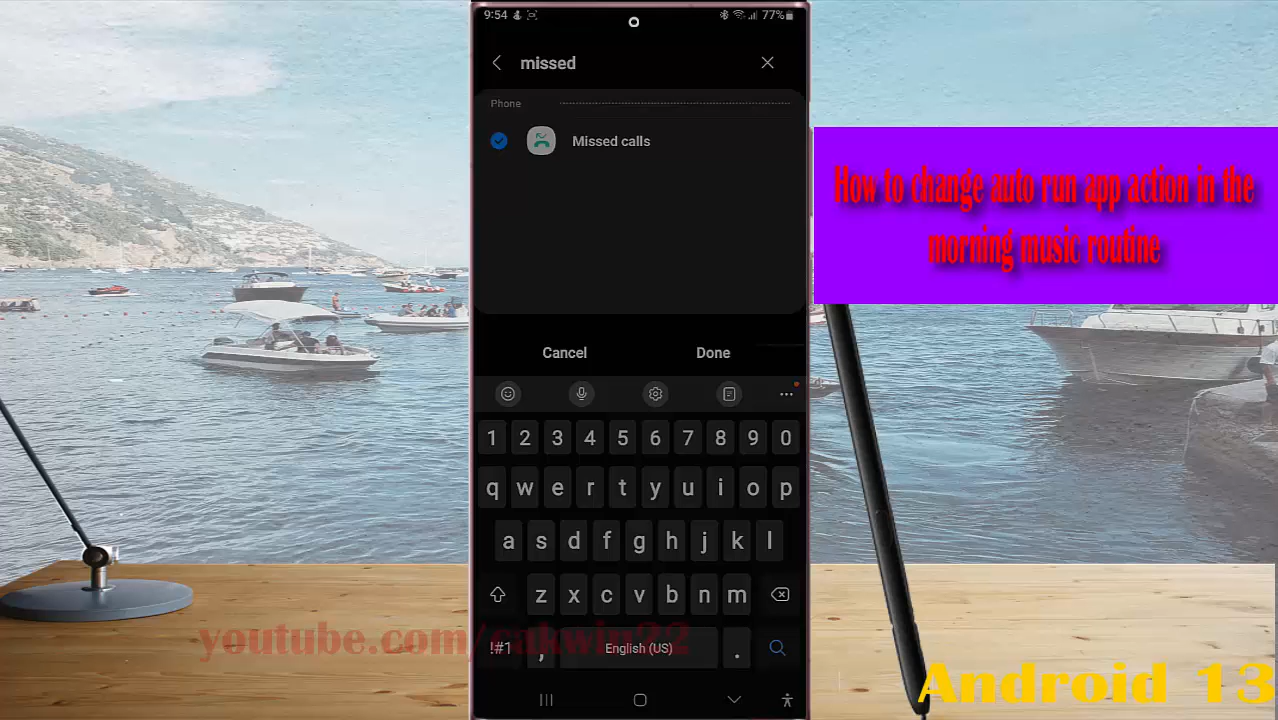 9:54
77%
missed
Phone
Missed calls
Cancel
Done
1 2 3 4 5 6 7 8 9 0
q w e r t y u i o p
a s d f g h j k l
z x c v b n m
!#1 , English (US) .
How to change auto run app action in the
morning music routine
youtube.com/cakwin22
Android 13